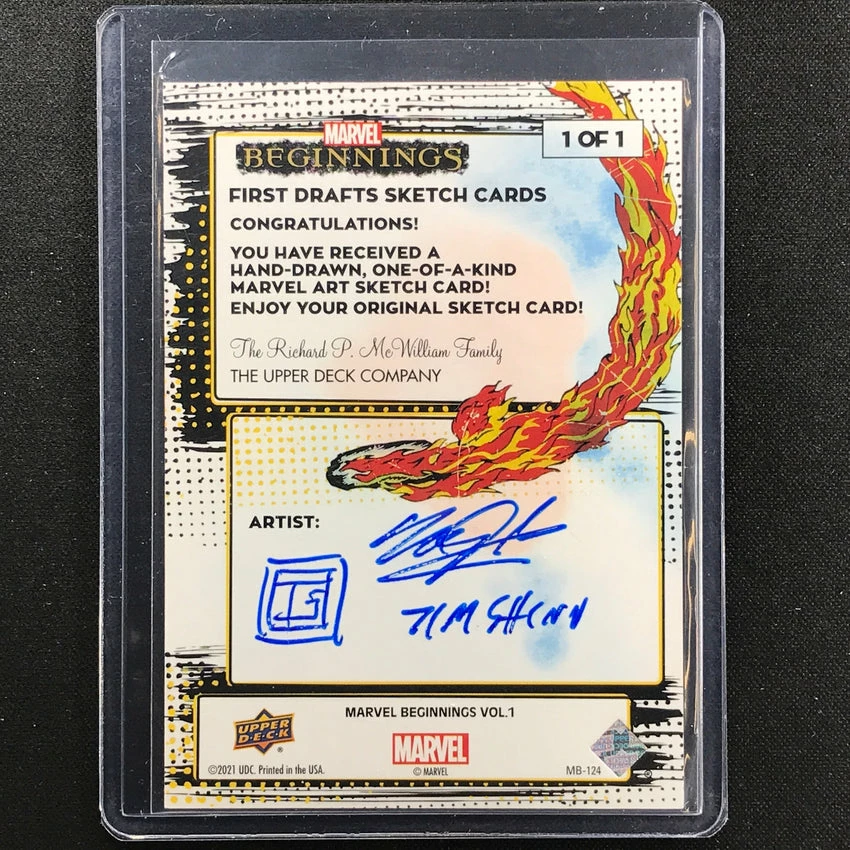 MARVEL
BEGINNINGS
1 OF 1
FIRST DRAFTS SKETCH CARDS
CONGRATULATIONS!
YOU HAVE RECEIVED A
HAND-DRAWN, ONE-OF-A-KIND
MARVEL ART SKETCH CARD!
ENJOY YOUR ORIGINAL SKETCH CARD!
The Richard P. McWilliam Family
THE UPPER DECK COMPANY
ARTIST:
TS
TIM SHINN
MARVEL BEGINNINGS VOL.1
UPPER
DECK
®
MARVEL
©2021 UDC. Printed in the USA.
© MARVEL
MB-124
®